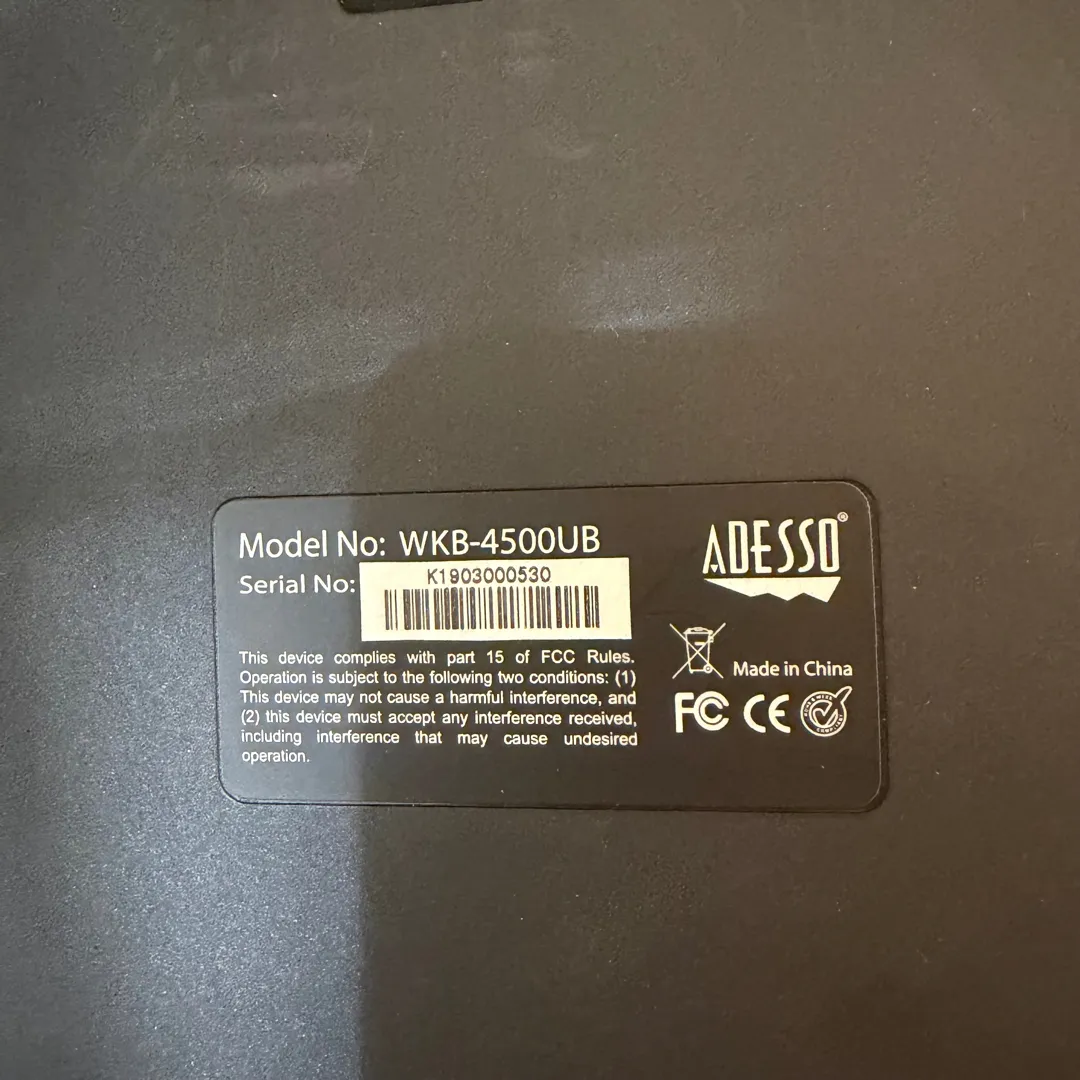 Model No: WKB-4500UB
Serial No:
K1903000530
This device complies with part 15 of FCC Rules.
Operation is subject to the following two conditions: (1)
This device may not cause a harmful interference, and
(2) this device must accept any interference received,
including interference that may cause undesired
operation.
ADESSO®
Made in China
FC CE
COMPLIANT